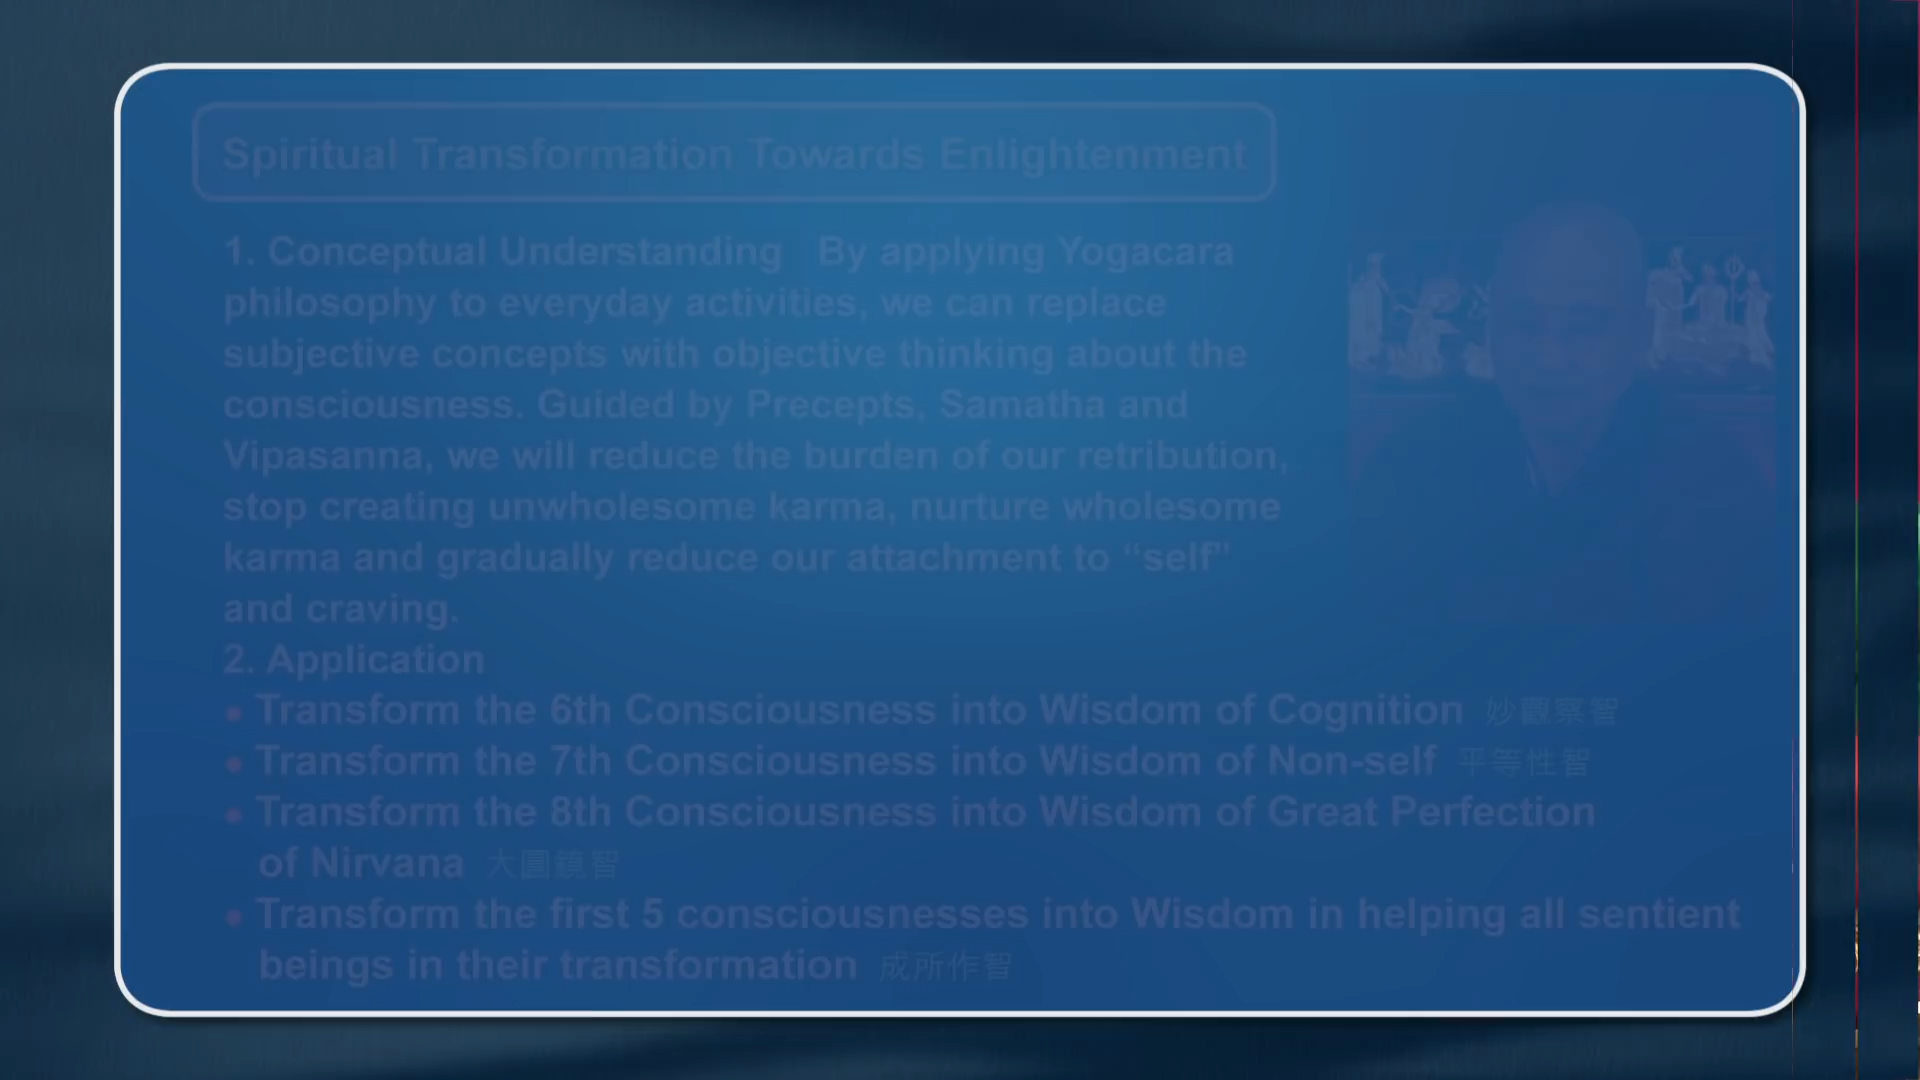 Spiritual Transformation Towards Enlightenment
1. Conceptual Understanding By applying Yogacara
philosophy to everyday activities, we can replace
subjective concepts with objective thinking about the
consciousness. Guided by Precepts, Samatha and
Vipasanna, we will reduce the burden of our retribution,
stop creating unwholesome karma, nurture wholesome
karma and gradually reduce our attachment to “self”
and craving.
2. Application
• Transform the 6th Consciousness into Wisdom of Cognition 妙觀察智
• Transform the 7th Consciousness into Wisdom of Non-self 平等性智
• Transform the 8th Consciousness into Wisdom of Great Perfection
of Nirvana 大圓鏡智
• Transform the first 5 consciousnesses into Wisdom in helping all sentient
beings in their transformation 成所作智